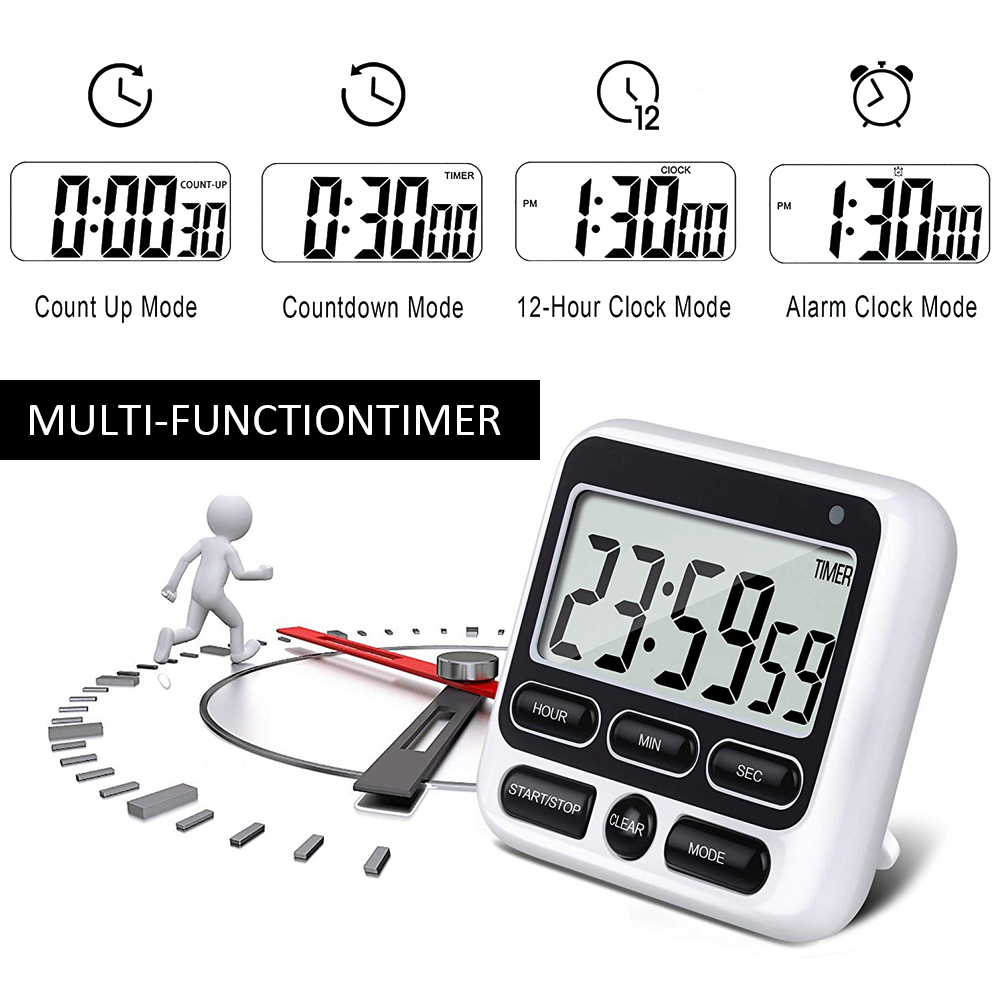 12
0:00 30 COUNT-UP
0:30 00 TIMER
PM 1:30 00 CLOCK
PM 1:30 00
Count Up Mode
Countdown Mode
12-Hour Clock Mode
Alarm Clock Mode
MULTI-FUNCTIONTIMER
TIMER
23:59 59
HOUR
MIN
SEC
START/STOP
CLEAR
MODE